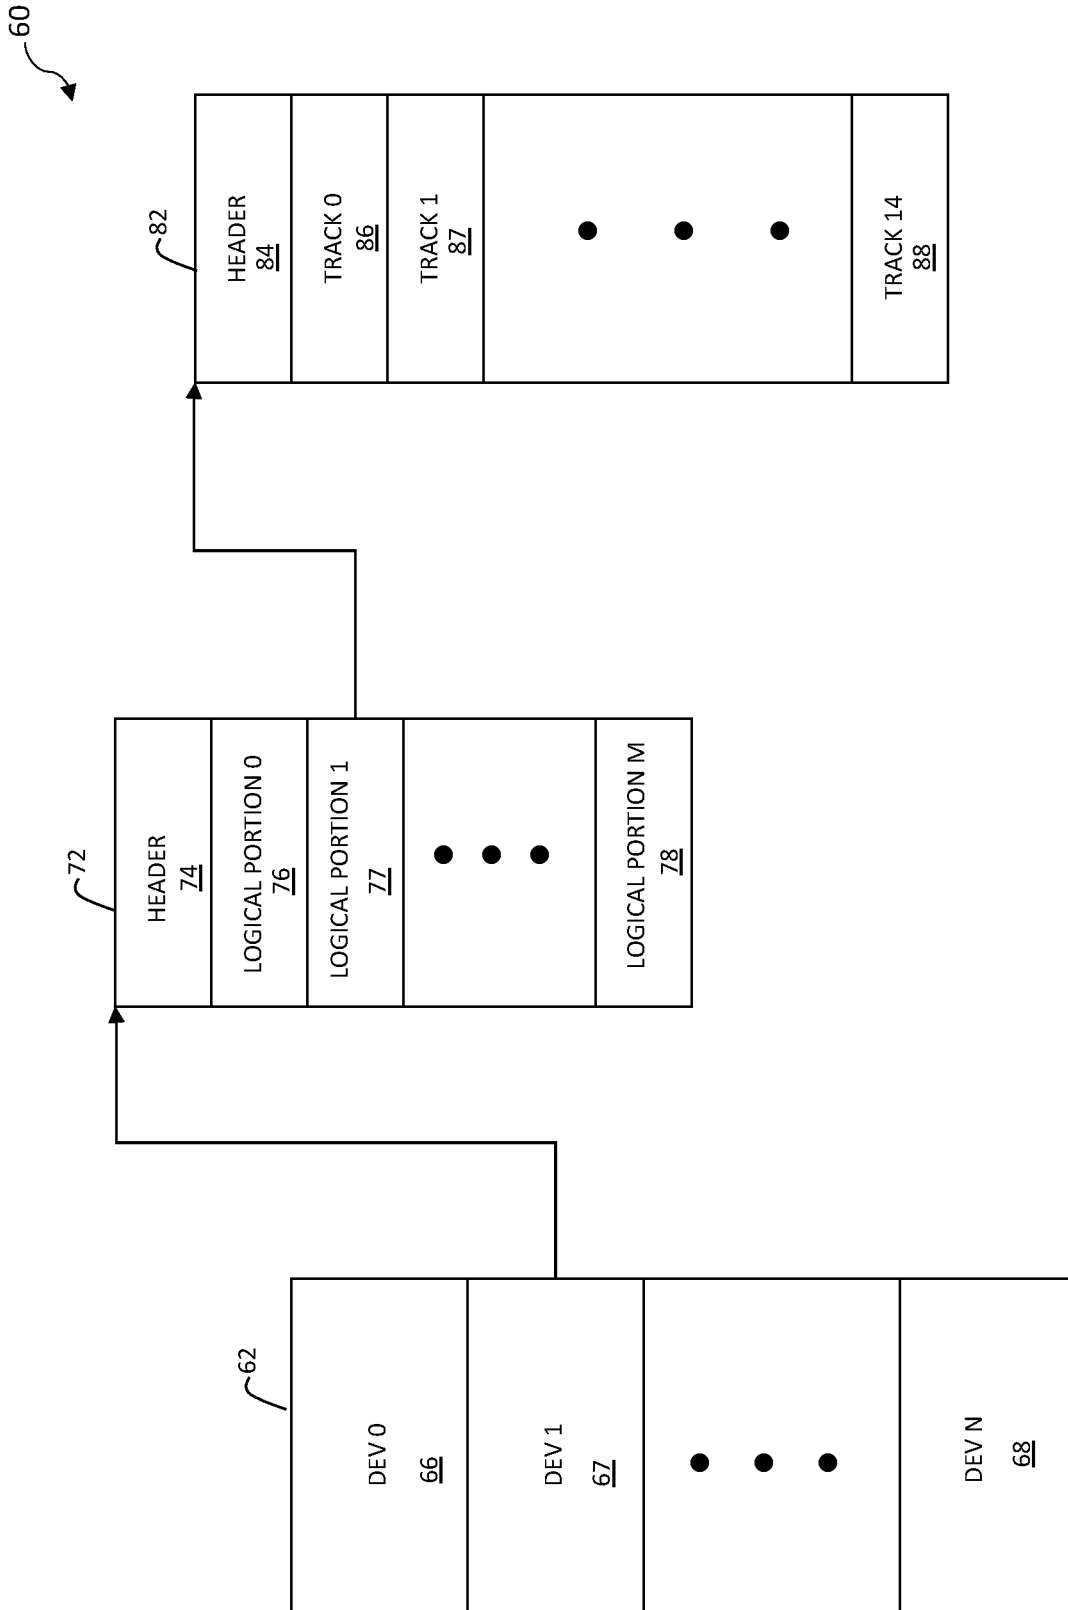 60
62
DEV 0
66
DEV 1
67
DEV N
68
72
HEADER
74
LOGICAL PORTION 0
76
LOGICAL PORTION 1
77
LOGICAL PORTION M
78
82
HEADER
84
TRACK 0
86
TRACK 1
87
TRACK 14
88